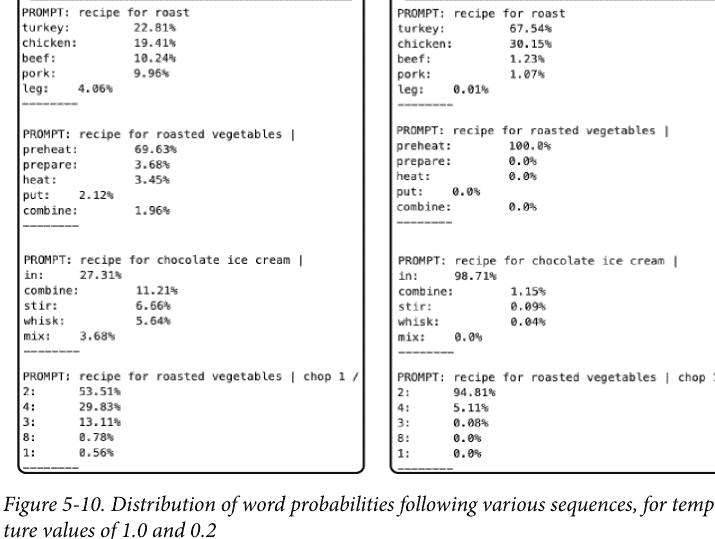 PROMPT: recipe for roast
turkey: 22.81%
chicken: 19.41%
beef: 10.24%
pork: 9.96%
leg: 4.06%
--------
PROMPT: recipe for roasted vegetables |
preheat: 69.63%
prepare: 3.68%
heat: 3.45%
put: 2.12%
combine: 1.96%
--------
PROMPT: recipe for chocolate ice cream |
in: 27.31%
combine: 11.21%
stir: 6.66%
whisk: 5.64%
mix: 3.68%
--------
PROMPT: recipe for roasted vegetables | chop 1 /
2: 53.51%
4: 29.83%
3: 13.11%
8: 0.78%
1: 0.56%
--------
PROMPT: recipe for roast
turkey: 67.54%
chicken: 30.15%
beef: 1.23%
pork: 1.07%
leg: 0.01%
--------
PROMPT: recipe for roasted vegetables |
preheat: 100.0%
prepare: 0.0%
heat: 0.0%
put: 0.0%
combine: 0.0%
--------
PROMPT: recipe for chocolate ice cream |
in: 98.71%
combine: 1.15%
stir: 0.09%
whisk: 0.04%
mix: 0.0%
--------
PROMPT: recipe for roasted vegetables | chop
2: 94.81%
4: 5.11%
3: 0.08%
8: 0.0%
1: 0.0%
--------
Figure 5-10. Distribution of word probabilities following various sequences, for temp
ture values of 1.0 and 0.2